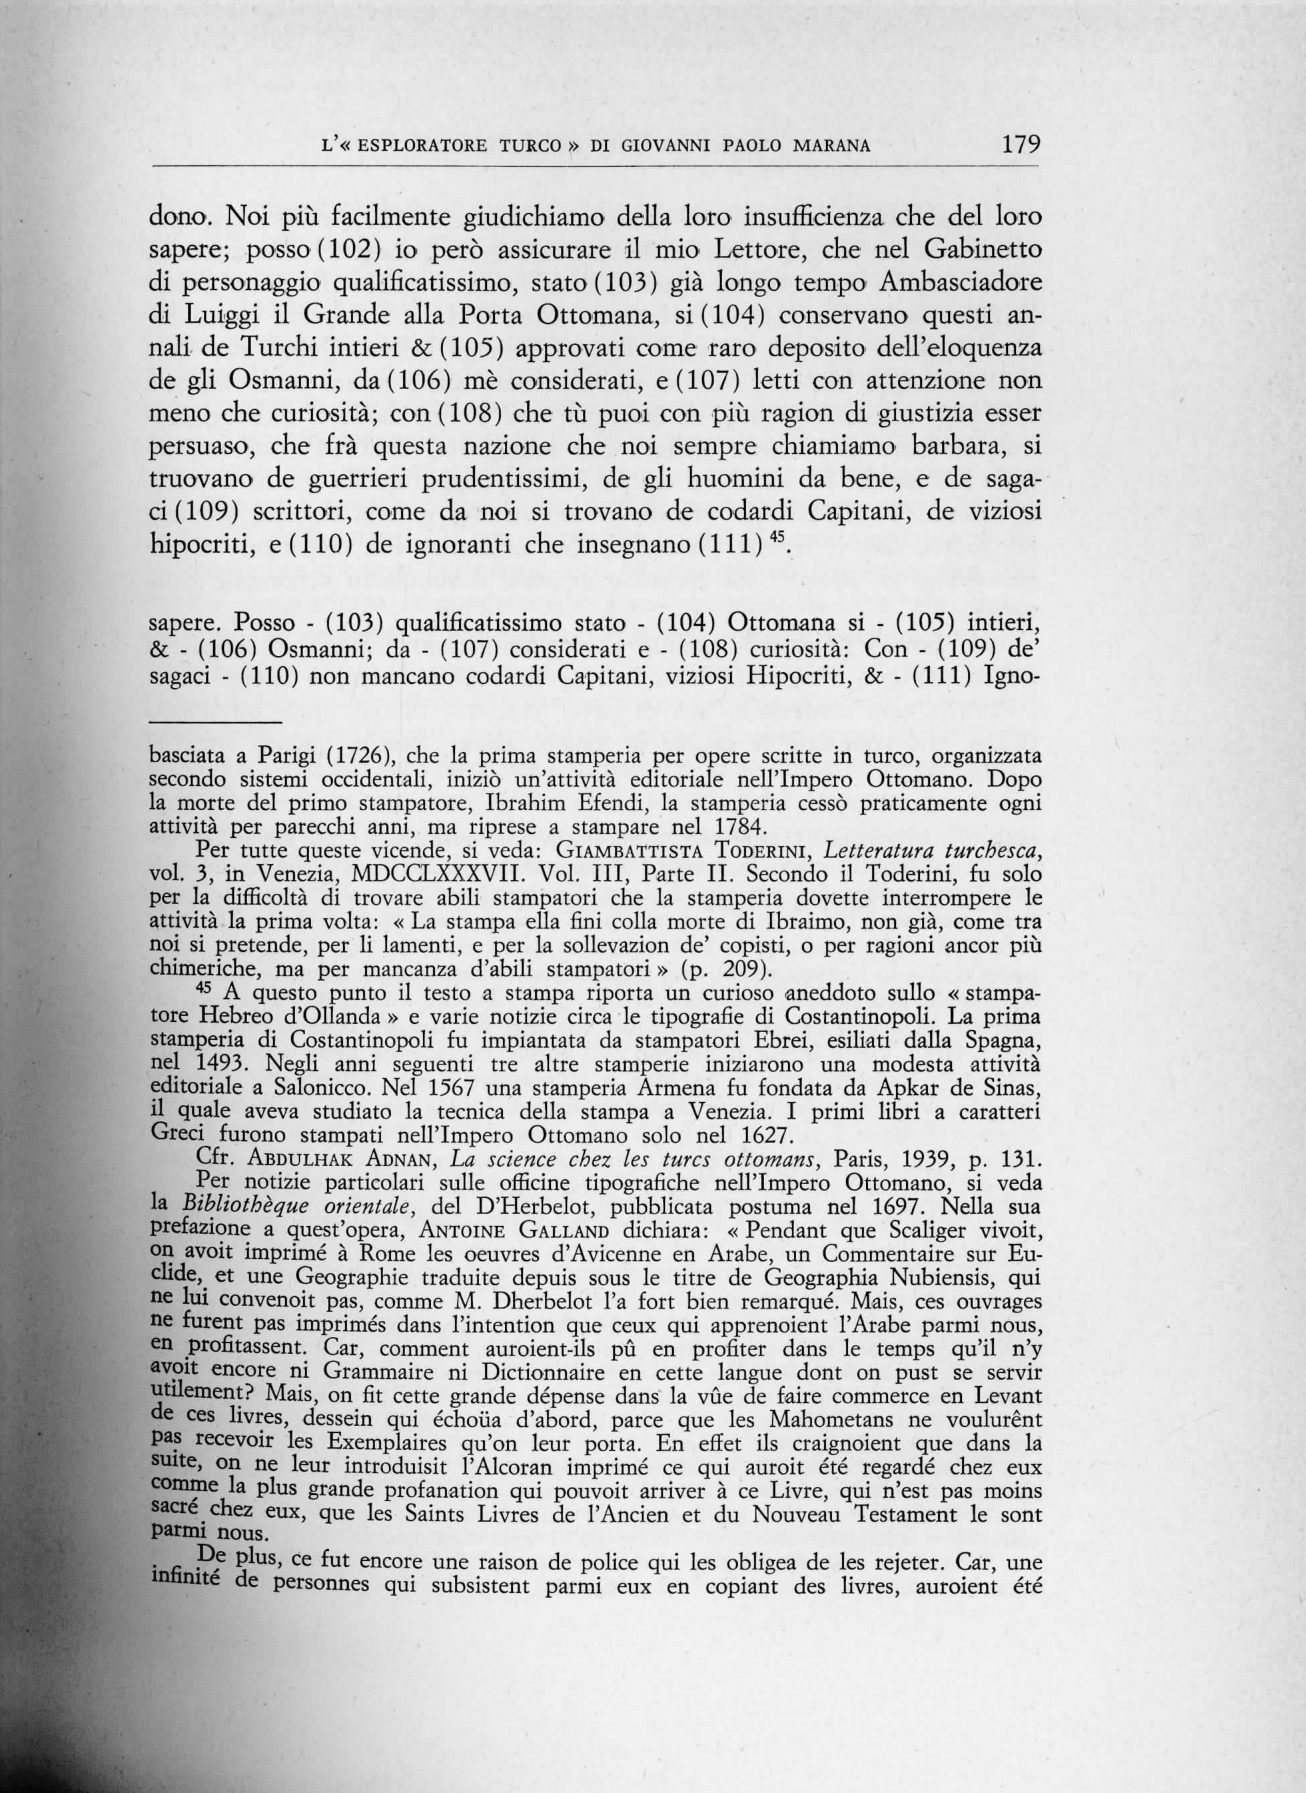 L'« ESPLORATORE TURCO » DI GIOVANNI PAOLO MARANA 179
dono. Noi più facilmente giudichiamo della loro insufficienza che del loro
sapere; posso (102) io però assicurare il mio Lettore, che nel Gabinetto
di personaggio qualificatissimo, stato (103) già longo tempo Ambasciadore
di Luiggi il Grande alla Porta Ottomana, si (104) conservano questi an-
nali de Turchi intieri & (105) approvati come raro deposito dell'eloquenza
de gli Osmanni, da (106) mè considerati, e (107) letti con attenzione non
meno che curiosità; con (108) che tù puoi con più ragion di giustizia esser
persuaso, che frà questa nazione che noi sempre chiamiamo barbara, si
truovano de guerrieri prudentissimi, de gli huomini da bene, e de saga-
ci (109) scrittori, come da noi si trovano de codardi Capitani, de viziosi
hipocriti, e (110) de ignoranti che insegnano (111) 45.
sapere. Posso - (103) qualificatissimo stato - (104) Ottomana si - (105) intieri,
& - (106) Osmanni; da - (107) considerati e - (108) curiosità: Con - (109) de'
sagaci - (110) non mancano codardi Capitani, viziosi Hipocriti, & - (111) Igno-
basciata a Parigi (1726), che la prima stamperia per opere scritte in turco, organizzata
secondo sistemi occidentali, iniziò un'attività editoriale nell'Impero Ottomano. Dopo
la morte del primo stampatore, Ibrahim Efendi, la stamperia cessò praticamente ogni
attività per parecchi anni, ma riprese a stampare nel 1784.
Per tutte queste vicende, si veda: GIAMBATTISTA TODERINI, Letteratura turchesca,
vol. 3, in Venezia, MDCCLXXXVII. Vol. III, Parte II. Secondo il Toderini, fu solo
per la difficoltà di trovare abili stampatori che la stamperia dovette interrompere le
attività la prima volta: « La stampa ella fini colla morte di Ibraimo, non già, come tra
noi si pretende, per li lamenti, e per la sollevazion de' copisti, o per ragioni ancor più
chimeriche, ma per mancanza d'abili stampatori » (p. 209).
45 A questo punto il testo a stampa riporta un curioso aneddoto sullo « stampa-
tore Hebreo d'Ollanda » e varie notizie circa le tipografie di Costantinopoli. La prima
stamperia di Costantinopoli fu impiantata da stampatori Ebrei, esiliati dalla Spagna,
nel 1493. Negli anni seguenti tre altre stamperie iniziarono una modesta attività
editoriale a Salonicco. Nel 1567 una stamperia Armena fu fondata da Apkar de Sinas,
il quale aveva studiato la tecnica della stampa a Venezia. I primi libri a caratteri
Greci furono stampati nell'Impero Ottomano solo nel 1627.
Cfr. ABDULHAK ADNAN, La science chez les turcs ottomans, Paris, 1939, p. 131.
Per notizie particolari sulle officine tipografiche nell'Impero Ottomano, si veda
la Bibliothèque orientale, del D'Herbelot, pubblicata postuma nel 1697. Nella sua
prefazione a quest'opera, ANTOINE GALLAND dichiara: « Pendant que Scaliger vivoit,
on avoit imprimé à Rome les oeuvres d'Avicenne en Arabe, un Commentaire sur Eu-
clide, et une Geographie traduite depuis sous le titre de Geographia Nubiensis, qui
ne lui convenoit pas, comme M. Dherbelot l'a fort bien remarqué. Mais, ces ouvrages
ne furent pas imprimés dans l'intention que ceux qui apprenoient l'Arabe parmi nous,
en profitassent. Car, comment auroient-ils pû en profiter dans le temps qu'il n'y
avoit encore ni Grammaire ni Dictionnaire en cette langue dont on pust se servir
utilement? Mais, on fit cette grande dépense dans la vûe de faire commerce en Levant
de ces livres, dessein qui échoüa d'abord, parce que les Mahometans ne voulurênt
pas recevoir les Exemplaires qu'on leur porta. En effet ils craignoient que dans la
suite, on ne leur introduisit l'Alcoran imprimé ce qui auroit été regardé chez eux
comme la plus grande profanation qui pouvoit arriver à ce Livre, qui n'est pas moins
sacré chez eux, que les Saints Livres de l'Ancien et du Nouveau Testament le sont
parmi nous.
De plus, ce fut encore une raison de police qui les obligea de les rejeter. Car, une
infinité de personnes qui subsistent parmi eux en copiant des livres, auroient été